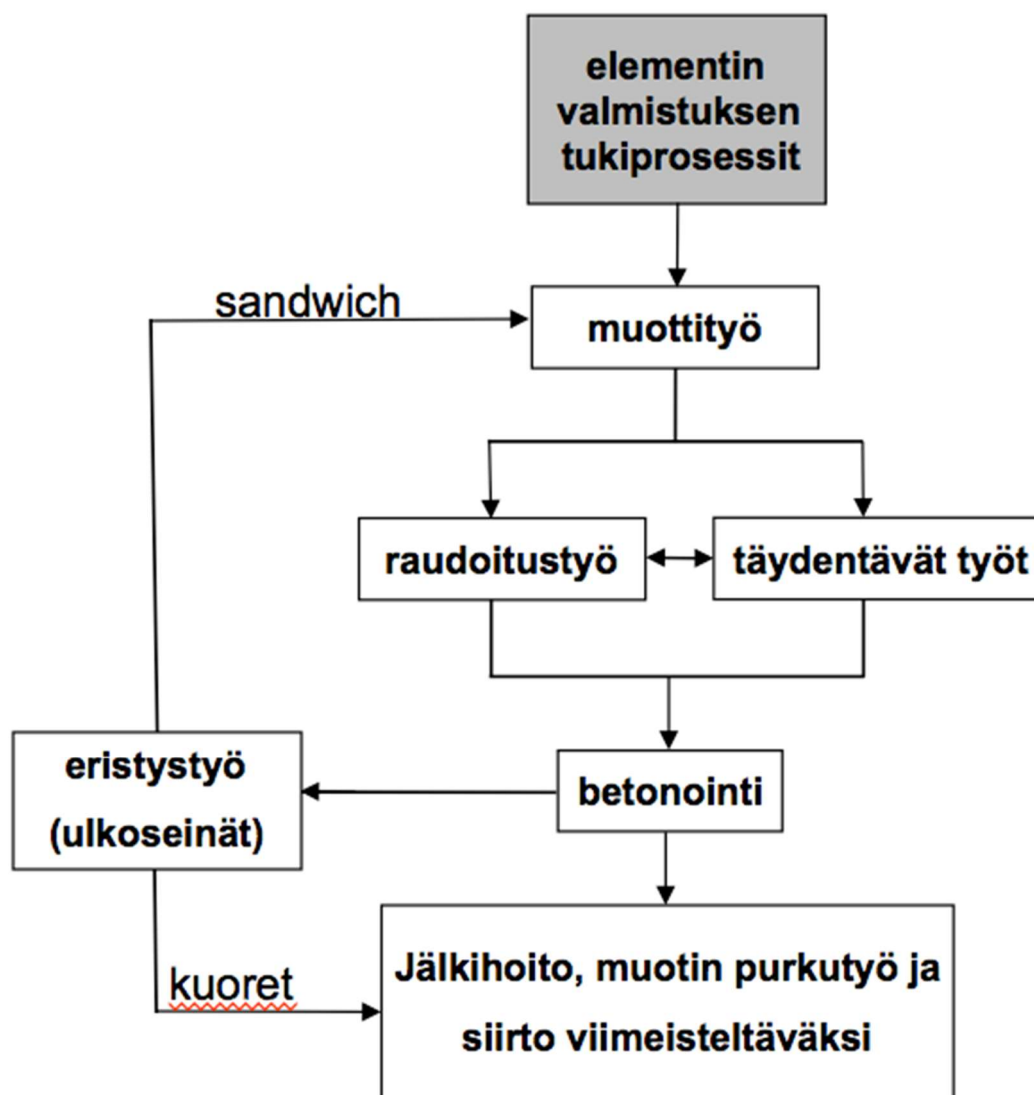 elementin
valmistuksen
tukiprosessit
sandwich
muottityö
raudoitustyö
täydentävät työt
eristystyö
(ulkoseinät)
betonointi
kuoret
Jälkihoito, muotin purkutyö ja
siirto viimeisteltäväksi